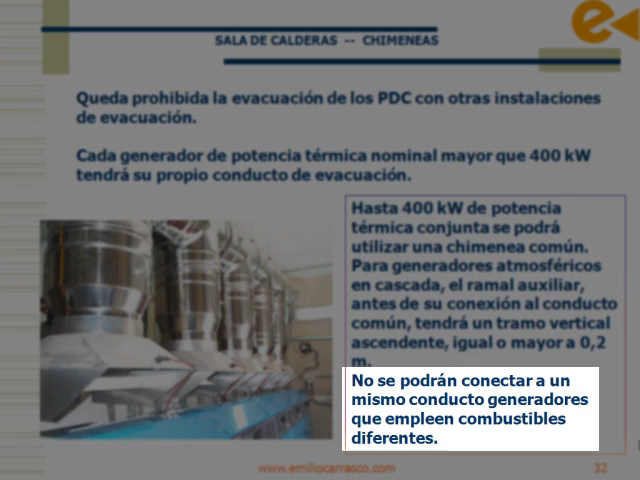 SALA DE CALDERAS -- CHIMENEAS
Queda prohibida la evacuación de los PDC con otras instalaciones
de evacuación.
Cada generador de potencia térmica nominal mayor que 400 kW
tendrá su propio conducto de evacuación.
Hasta 400 kW de potencia
térmica conjunta se podrá
utilizar una chimenea común.
Para generadores atmosféricos
en cascada, el ramal auxiliar,
antes de su conexión al conducto
común, tendrá un tramo vertical
ascendente, igual o mayor a 0,2
m.
No se podrán conectar a un
mismo conducto generadores
que empleen combustibles
diferentes.
www.emiliocarrasco.com
32